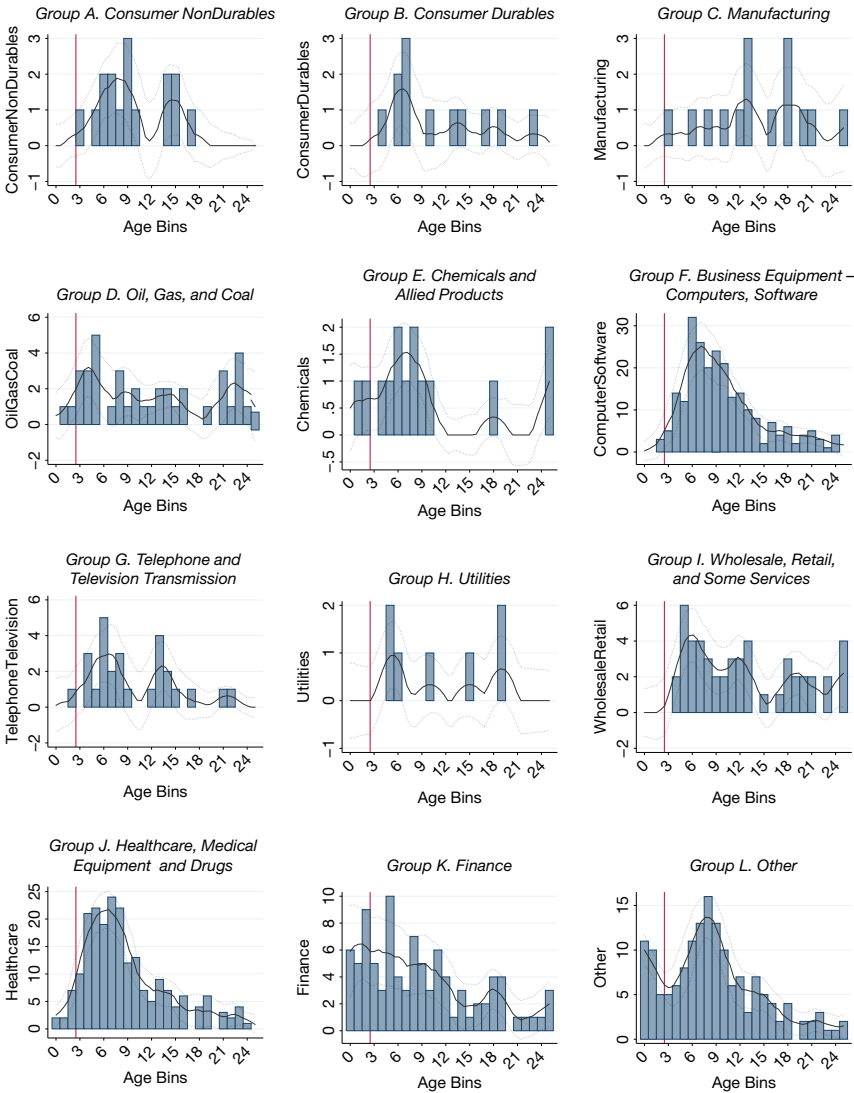 Group A. Consumer NonDurables
ConsumerNonDurables
3
2
1
0
−1
0 3 6 9 12 15 18 21 24
Age Bins
Group B. Consumer Durables
ConsumerDurables
3
2
1
0
−1
0 3 6 9 12 15 18 21 24
Age Bins
Group C. Manufacturing
Manufacturing
3
2
1
0
−1
0 3 6 9 12 15 18 21 24
Age Bins
Group D. Oil, Gas, and Coal
OilGasCoal
6
4
2
0
−2
0 3 6 9 12 15 18 21 24
Age Bins
Group E. Chemicals and
Allied Products
Chemicals
2
1.5
1
.5
0
−.5
0 3 6 9 12 15 18 21 24
Age Bins
Group F. Business Equipment –
Computers, Software
ComputerSoftware
30
20
10
0
0 3 6 9 12 15 18 21 24
Age Bins
Group G. Telephone and
Television Transmission
TelephoneTelevision
6
4
2
0
−2
0 3 6 9 12 15 18 21 24
Age Bins
Group H. Utilities
Utilities
2
1
0
−1
0 3 6 9 12 15 18 21 24
Age Bins
Group I. Wholesale, Retail,
and Some Services
WholesaleRetail
6
4
2
0
−2
0 3 6 9 12 15 18 21 24
Age Bins
Group J. Healthcare, Medical
Equipment and Drugs
Healthcare
25
20
15
10
5
0
0 3 6 9 12 15 18 21 24
Age Bins
Group K. Finance
Finance
10
8
6
4
2
0
0 3 6 9 12 15 18 21 24
Age Bins
Group L. Other
Other
15
10
5
0
0 3 6 9 12 15 18 21 24
Age Bins